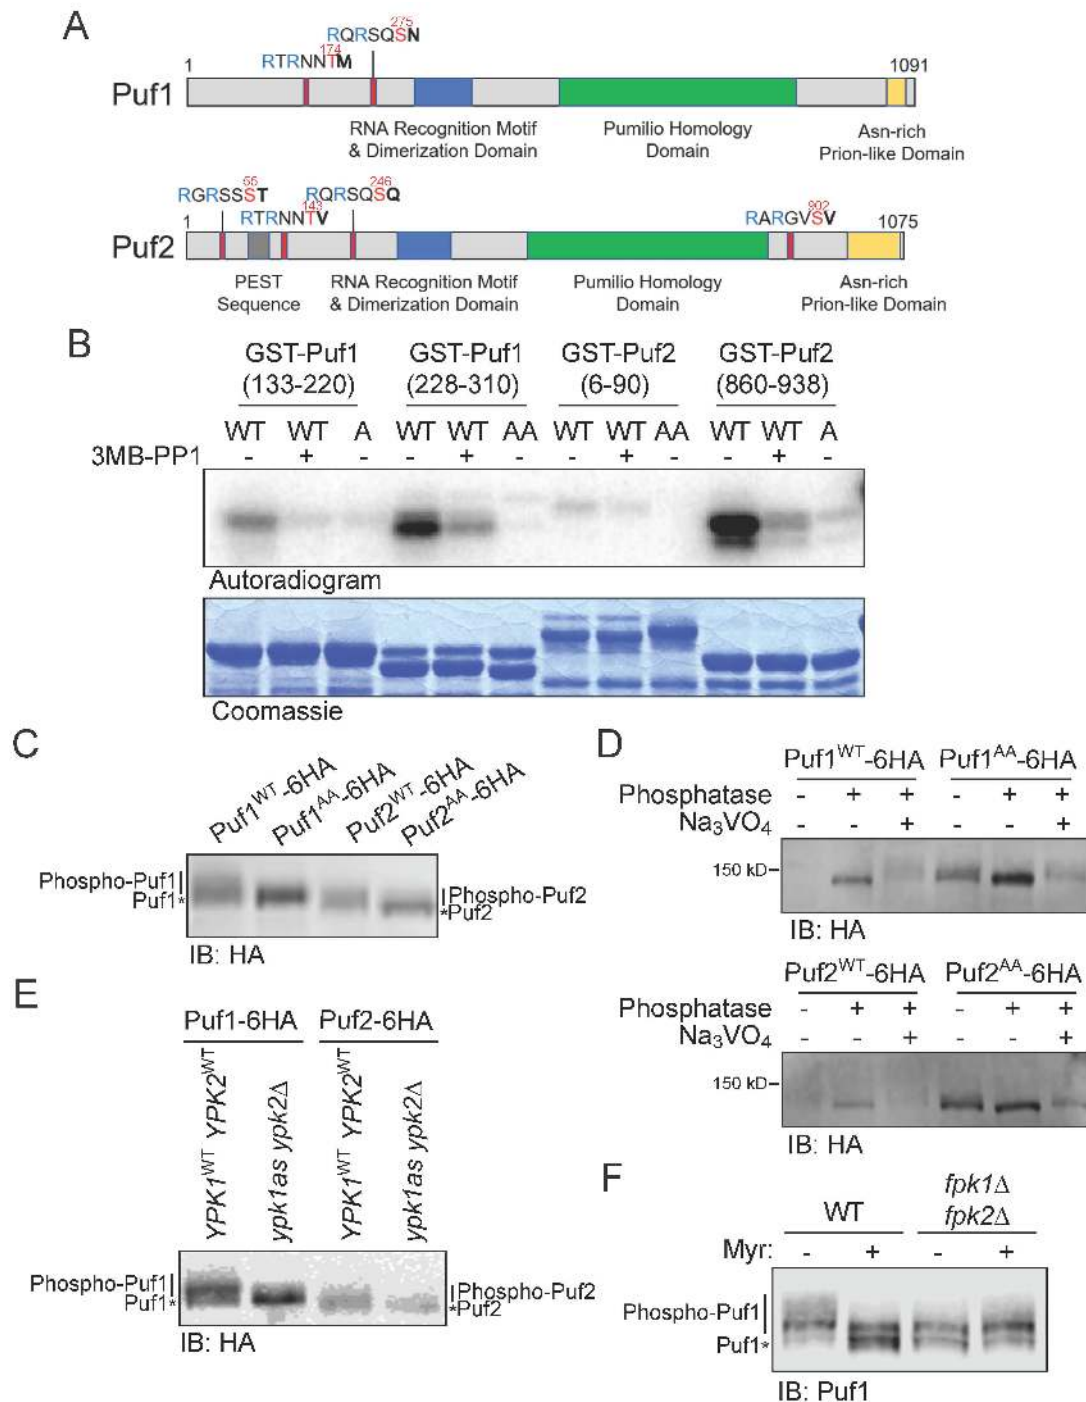 A
275
RQRSQSN
174
RTRNNTM
1
1091
Puf1
RNA Recognition Motif
& Dimerization Domain
Pumilio Homology
Domain
Asn-rich
Prion-like Domain
55
246
RGRSSST
RQRSQSQ
143
902
RTRNNTV
RARGVSV
1
1075
Puf2
PEST
Sequence
RNA Recognition Motif
& Dimerization Domain
Pumilio Homology
Domain
Asn-rich
Prion-like Domain
B
GST-Puf1 GST-Puf1 GST-Puf2 GST-Puf2
(133-220) (228-310) (6-90) (860-938)
WT WT A WT WT AA WT WT AA WT WT A
3MB-PP1 - + - - + - - + - - + -
Autoradiogram
Coomassie
C
Puf1WT-6HA
Puf1AA-6HA
Puf2WT-6HA
Puf2AA-6HA
Phospho-Puf1
Puf1*
Phospho-Puf2
*Puf2
IB: HA
D
Puf1WT-6HA Puf1AA-6HA
Phosphatase - + + - + +
Na3VO4 - - + - - +
150 kD
IB: HA
Puf2WT-6HA Puf2AA-6HA
Phosphatase - + + - + +
Na3VO4 - - + - - +
150 kD
IB: HA
E
Puf1-6HA Puf2-6HA
YPK1WT YPK2WT
ypk1as ypk2Δ
YPK1WT YPK2WT
ypk1as ypk2Δ
Phospho-Puf1
Puf1*
Phospho-Puf2
*Puf2
IB: HA
F
fpk1Δ
WT fpk2Δ
Myr: - + - +
Phospho-Puf1
Puf1*
IB: Puf1